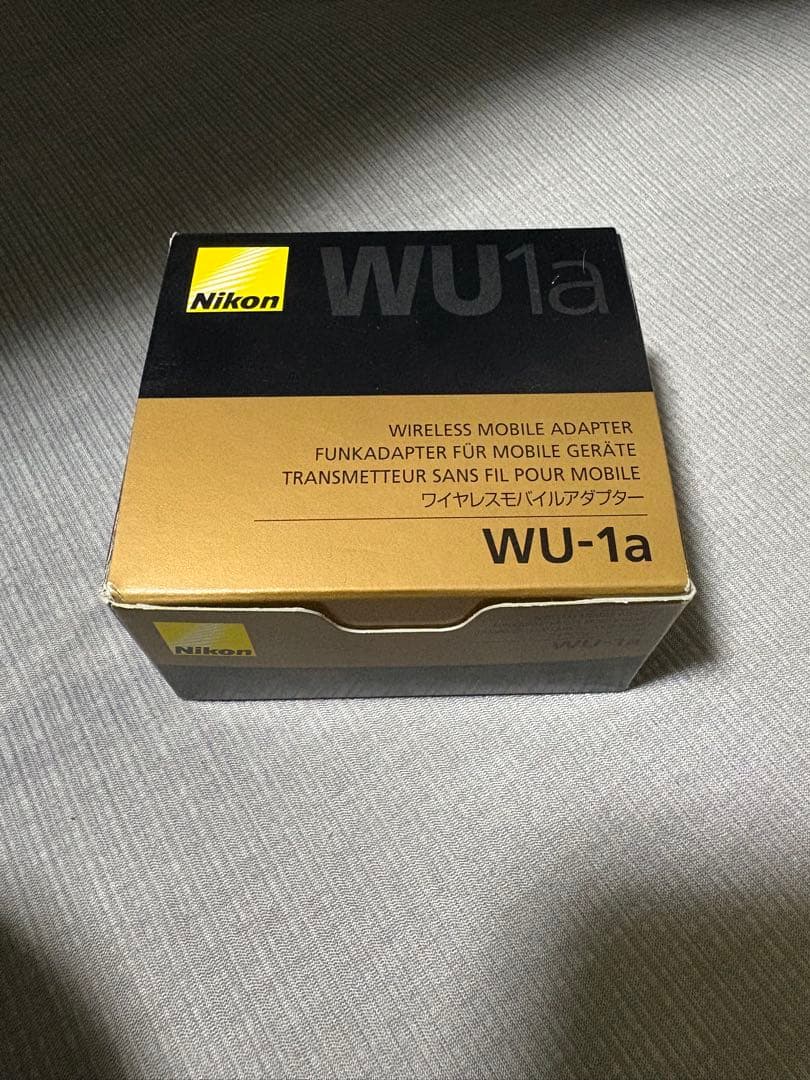 Nikon
WU1a
WIRELESS MOBILE ADAPTER
FUNKADAPTER FÜR MOBILE GERÄTE
TRANSMETTEUR SANS FIL POUR MOBILE
ワイヤレスモバイルアダプター
WU-1a
Nikon
WU-1a